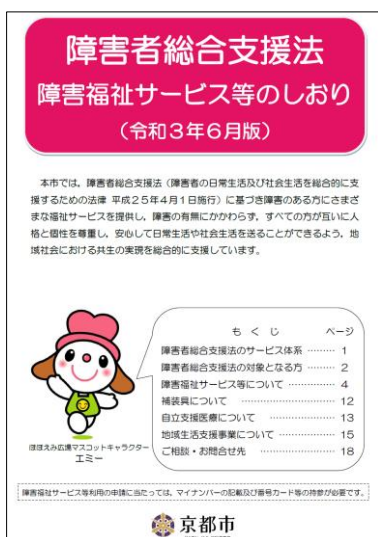 障害者総合支援法
障害福祉サービス等のしおり
（令和３年６月版）
本市では、障害者総合支援法（障害者の日常生活及び社会生活を総合的に支
援するための法律 平成２５年４月１日施行）に基づき障害のある方にさまざ
まな福祉サービスを提供し、障害の有無にかかわらず、すべての方が互いに人
格と個性を尊重し、安心して日常生活や社会生活を送ることができるよう、地
域社会における共生の実現を総合的に支援しています。
もくじ ページ
障害者総合支援法のサービス体系 ……… 1
障害者総合支援法の対象となる方 ……… 2
障害福祉サービス等について …………… 4
補装具について ………………… 12
自立支援医療について ………………… 13
地域生活支援事業について …………… 15
ご相談・お問合せ先 ………………… 18
ほほえみ広場マスコットキャラクター
エミー
障害福祉サービス等利用の申請に当たっては、マイナンバーの記載及び番号カード等の持参が必要です。
京都市